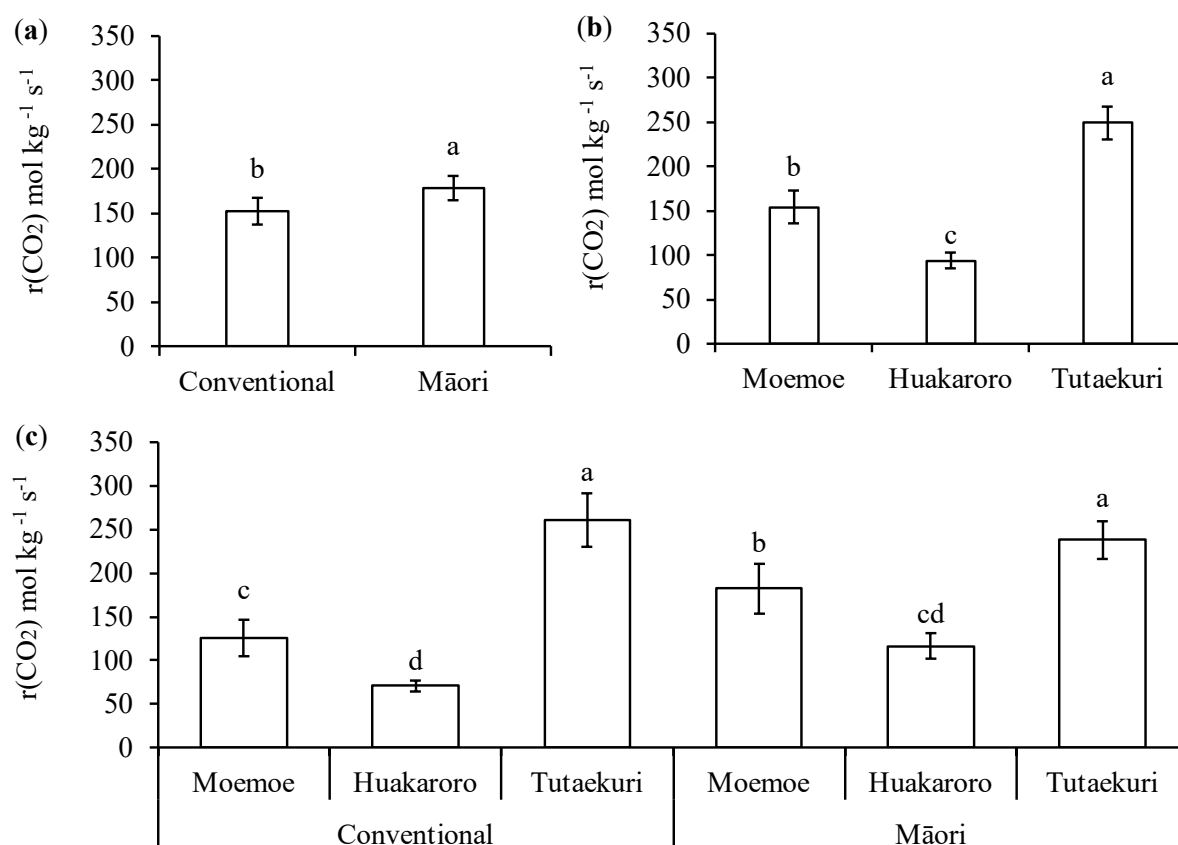 (a)
r(CO2) mol kg -1 s-1
350
300
250
200
150
100
50
0
b
a
Conventional Māori
(b)
r(CO2) mol kg -1 s-1
350
300
250
200
150
100
50
0
b
c
a
Moemoe Huakaroro Tutaekuri
(c)
r(CO2) mol kg -1 s-1
350
300
250
200
150
100
50
0
c
d
a
b
cd
a
Moemoe Huakaroro Tutaekuri Moemoe Huakaroro Tutaekuri
Conventional Māori